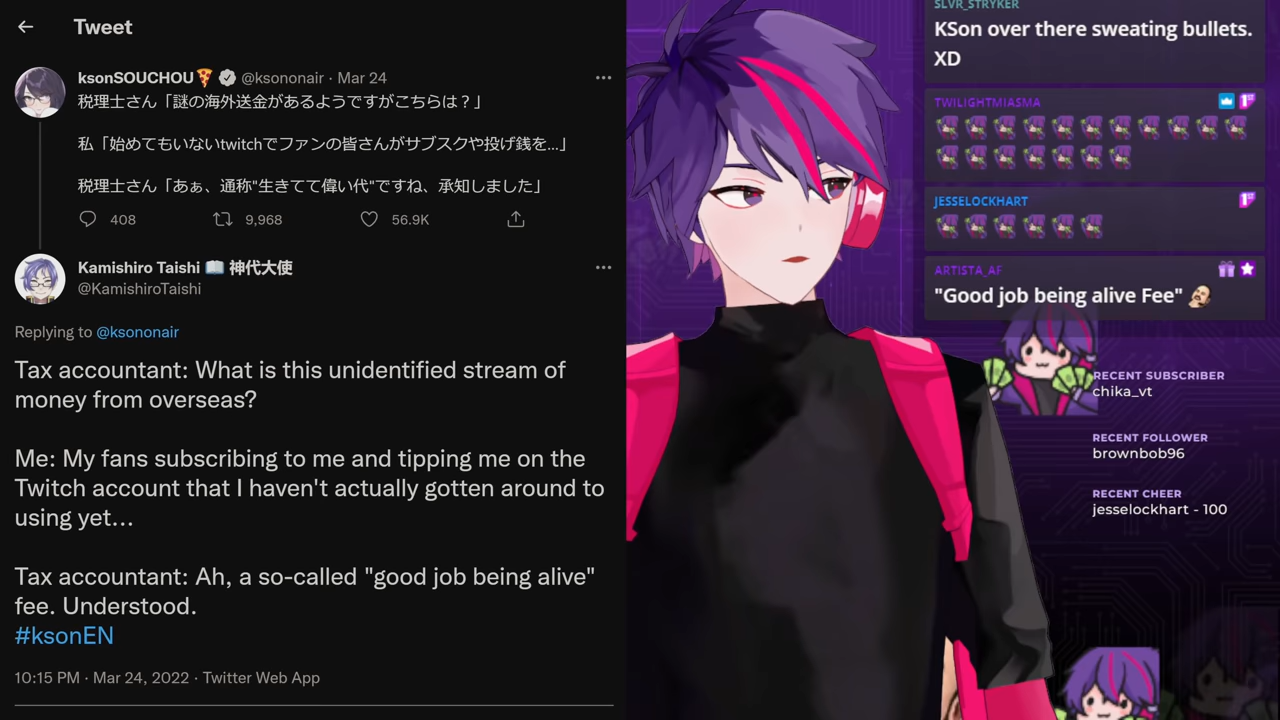 Tweet
ksonSOUCHOU🍕 @ksononair · Mar 24
税理士さん「謎の海外送金があるようですがこちらは？」
私「始めてもいないtwitchでファンの皆さんがサブスクや投げ銭を…」
税理士さん「あぁ、通称"生きてて偉い代"ですね、承知しました」
408 9,968 56.9K
Kamishiro Taishi 📖 神代大使
@KamishiroTaishi
Replying to @ksononair
Tax accountant: What is this unidentified stream of
money from overseas?
Me: My fans subscribing to me and tipping me on the
Twitch account that I haven't actually gotten around to
using yet…
Tax accountant: Ah, a so-called "good job being alive"
fee. Understood.
#ksonEN
10:15 PM · Mar 24, 2022 · Twitter Web App
SLVR_STRYKER
KSon over there sweating bullets.
XD
TWILIGHTMIASMA
JESSELOCKHART
ARTISTA_AF
"Good job being alive Fee"
RECENT SUBSCRIBER
chika_vt
RECENT FOLLOWER
brownbob96
RECENT CHEER
jesselockhart - 100